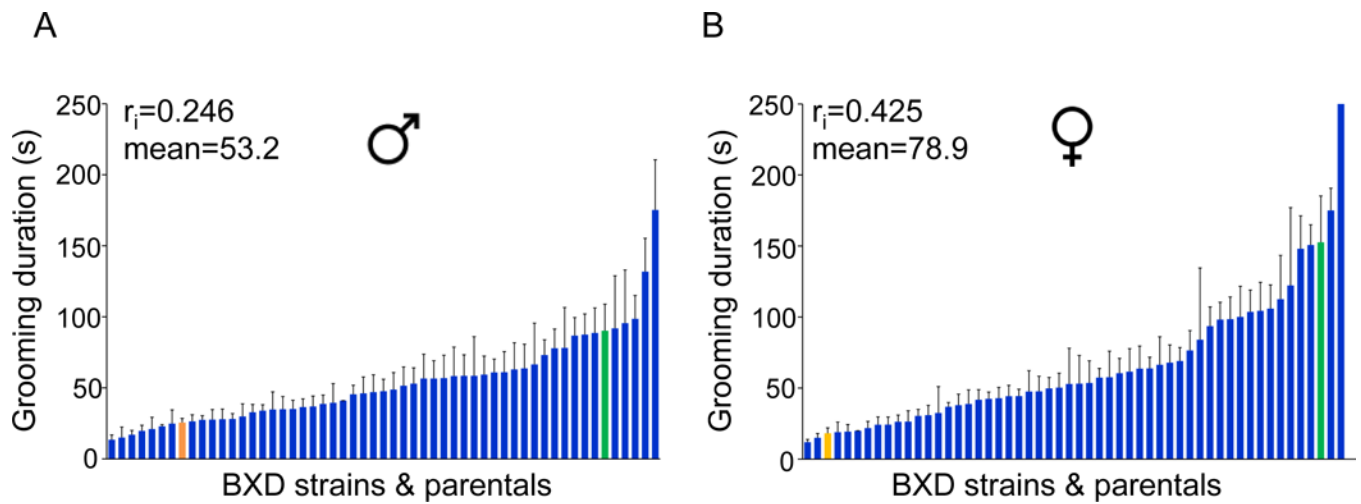 A
B
r_i=0.246
mean=53.2
r_i=0.425
mean=78.9
Grooming duration (s)
250
200
150
100
50
0
BXD strains & parentals
Grooming duration (s)
250
200
150
100
50
0
BXD strains & parentals